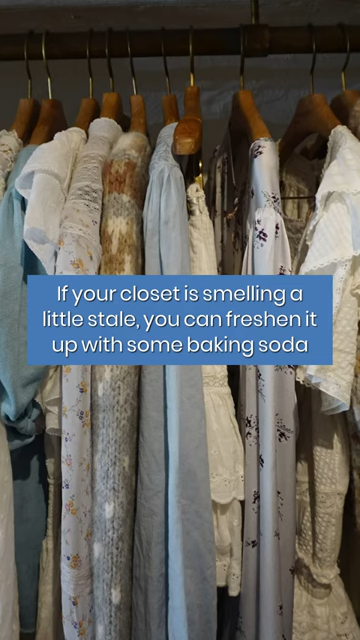 If your closet is smelling a
little stale, you can freshen it
up with some baking soda